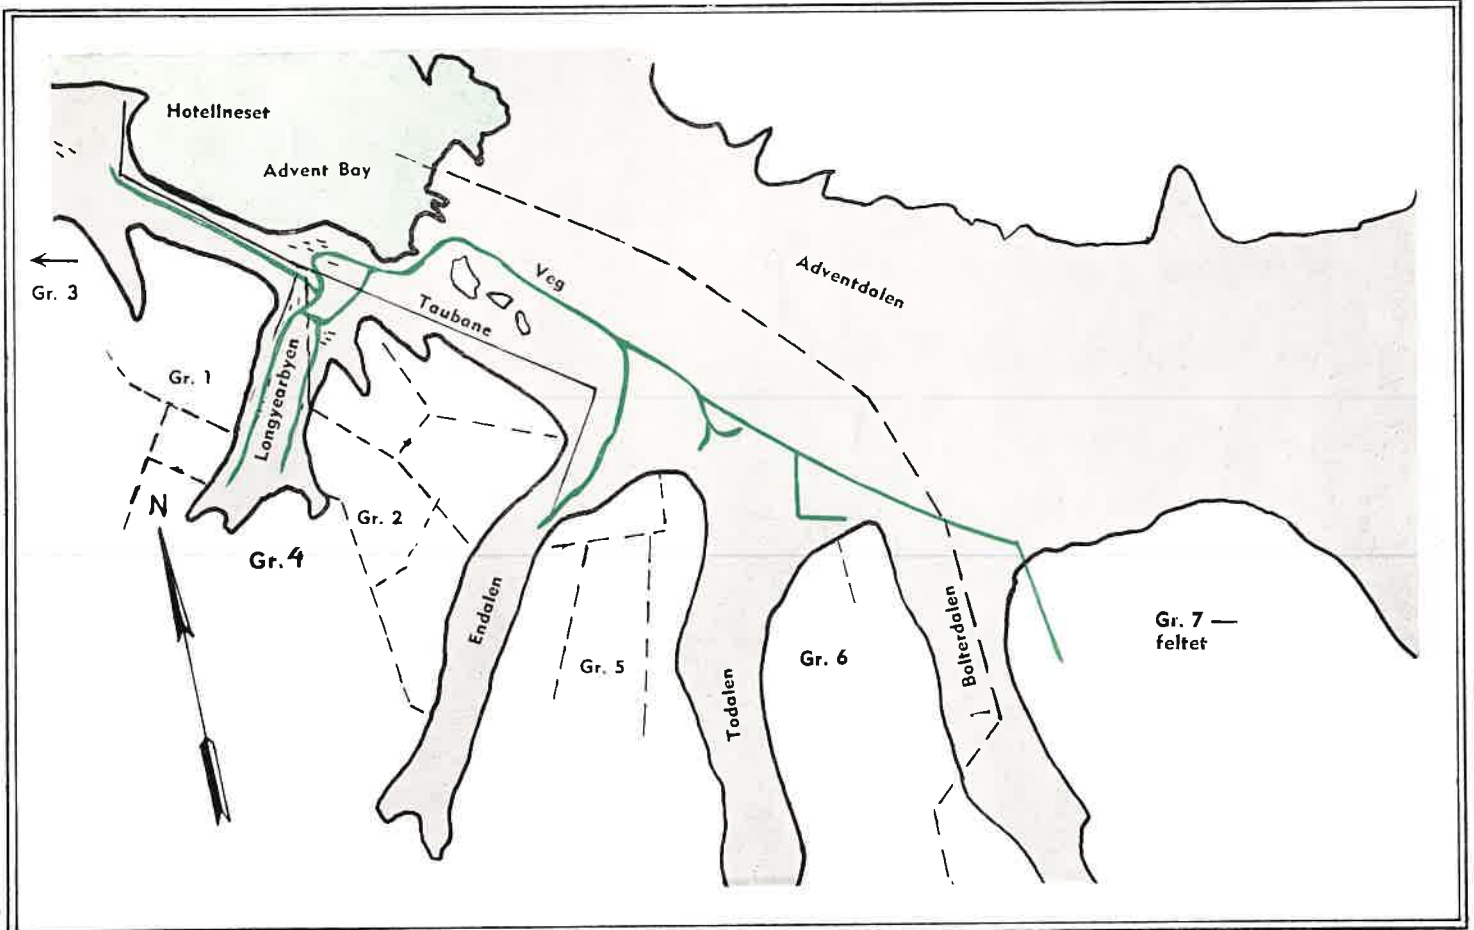 Hotellneset
Advent Bay
Adventdalen
Veg
Gr. 3
Taubane
Gr. 1
Longyearbyen
N
Gr. 2
Gr. 4
Endalen
Gr. 5
Todalen
Gr. 6
Bolterdalen
Gr. 7 —
feltet